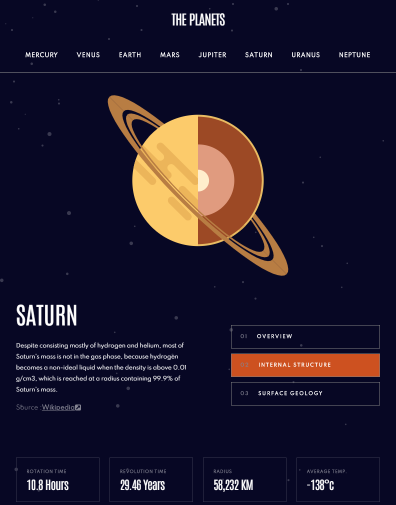 THE PLANETS
MERCURY VENUS EARTH MARS JUPITER SATURN URANUS NEPTUNE
SATURN
Despite consisting mostly of hydrogen and helium, most of
Saturn's mass is not in the gas phase, because hydrogen
becomes a non-ideal liquid when the density is above 0.01
g/cm3, which is reached at a radius containing 99.9% of
Saturn's mass.
Source : Wikipedia
01 OVERVIEW
02 INTERNAL STRUCTURE
03 SURFACE GEOLOGY
ROTATION TIME
10.8 Hours
REVOLUTION TIME
29.46 Years
RADIUS
58,232 KM
AVERAGE TEMP.
-138°c